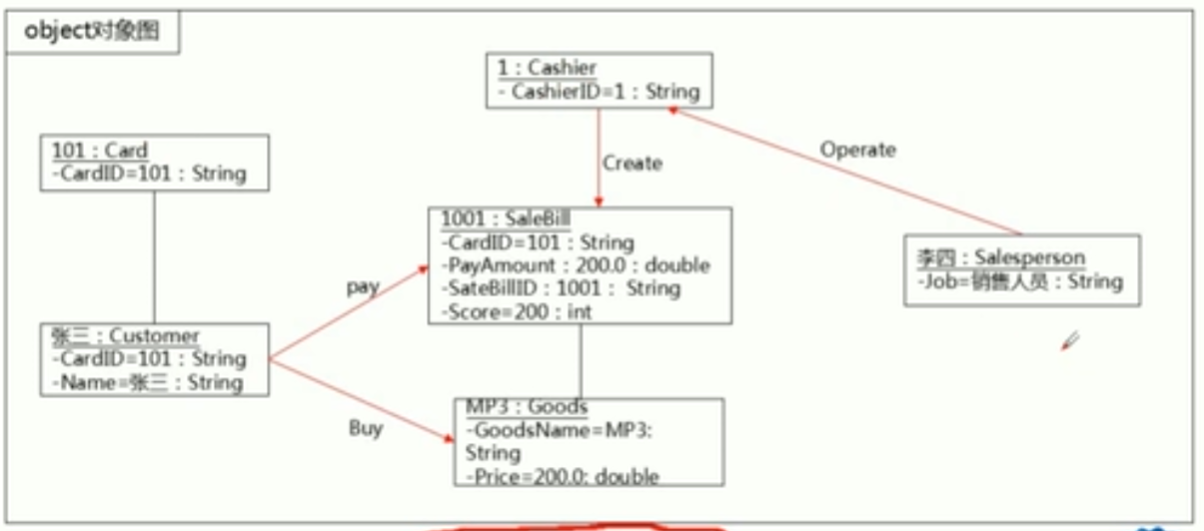 object对象图
1：Cashier
- CashierID=1：String
101：Card
-CardID=101：String
Create
Operate
1001：SaleBill
-CardID=101：String
-PayAmount：200.0：double
-SateBillID：1001： String
-Score=200：int
李四：Salesperson
-Job=销售人员：String
pay
张三：Customer
-CardID=101：String
-Name=张三：String
Buy
MP3：Goods
-GoodsName=MP3:
String
-Price=200.0: double